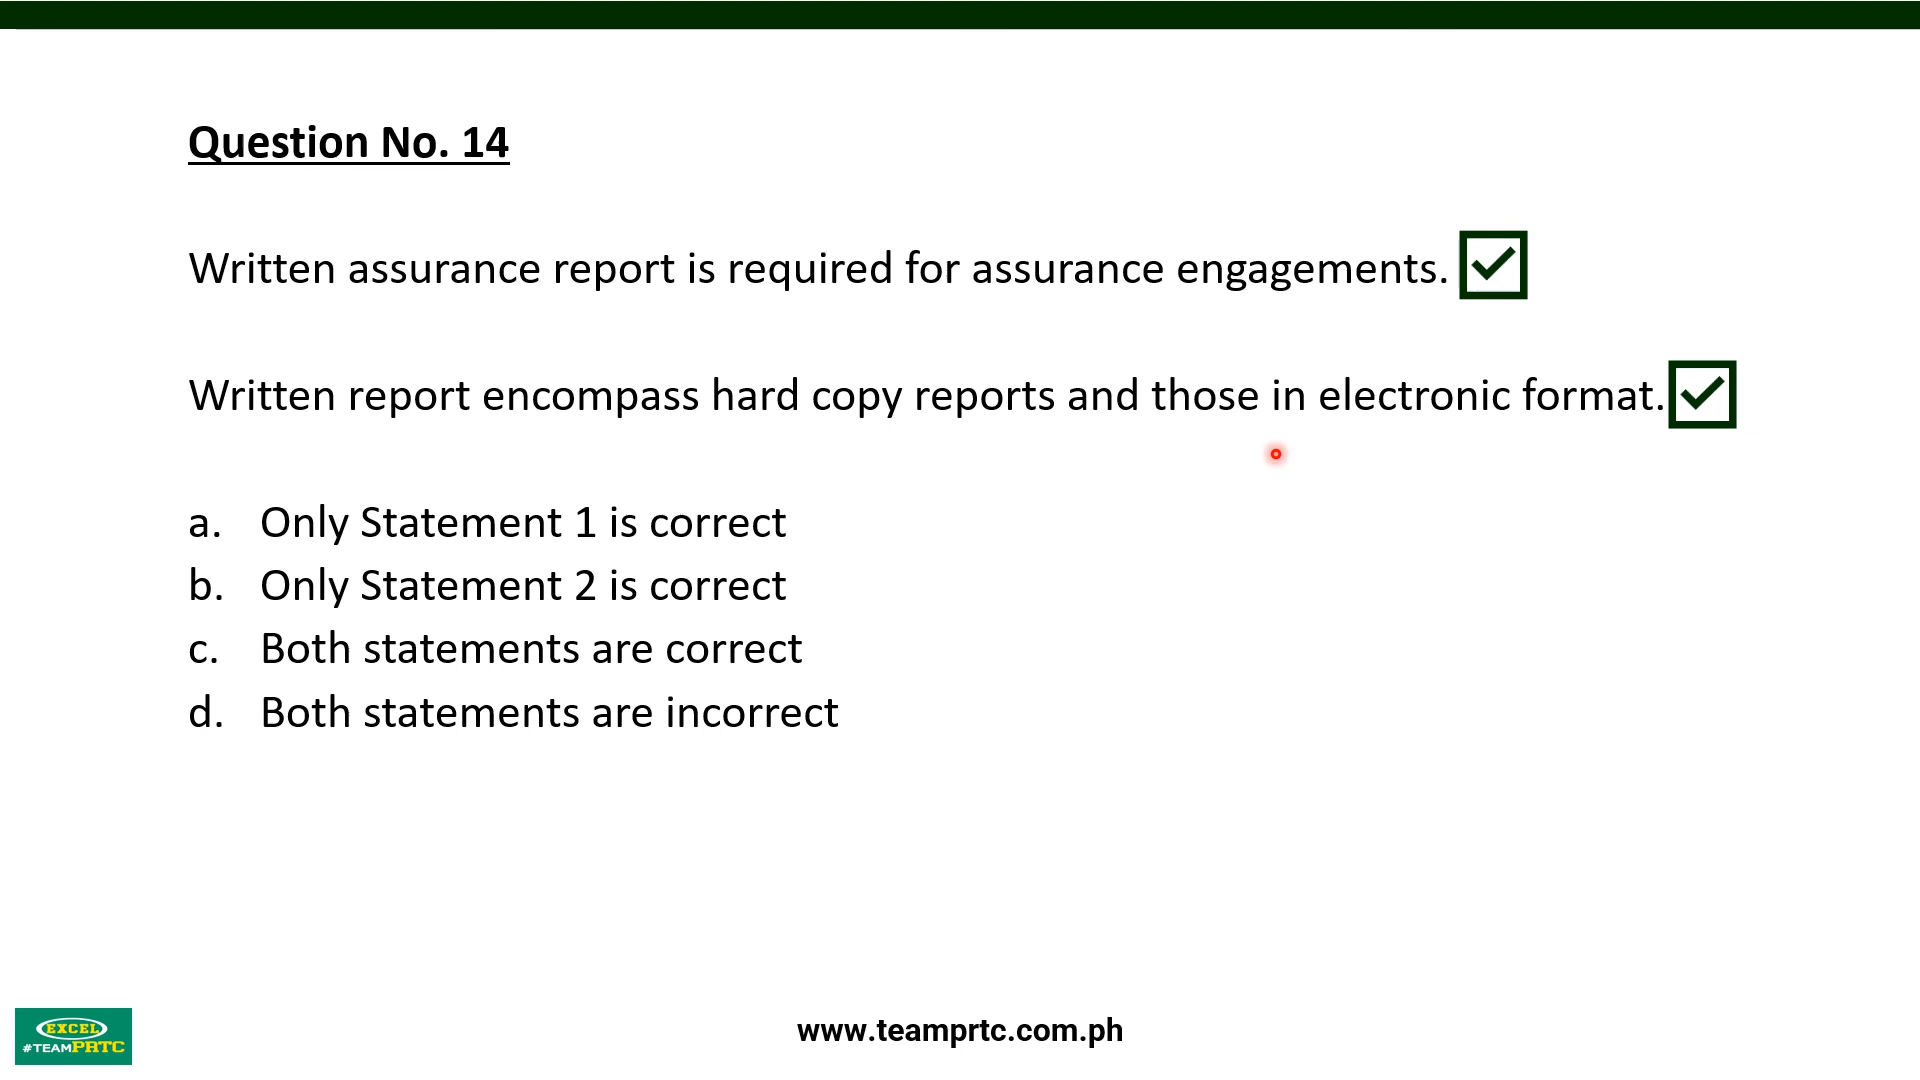 Question No. 14
Written assurance report is required for assurance engagements.
Written report encompass hard copy reports and those in electronic format.
a. Only Statement 1 is correct
b. Only Statement 2 is correct
c. Both statements are correct
d. Both statements are incorrect
EXCEL
#TEAMPRTC
www.teamprtc.com.ph